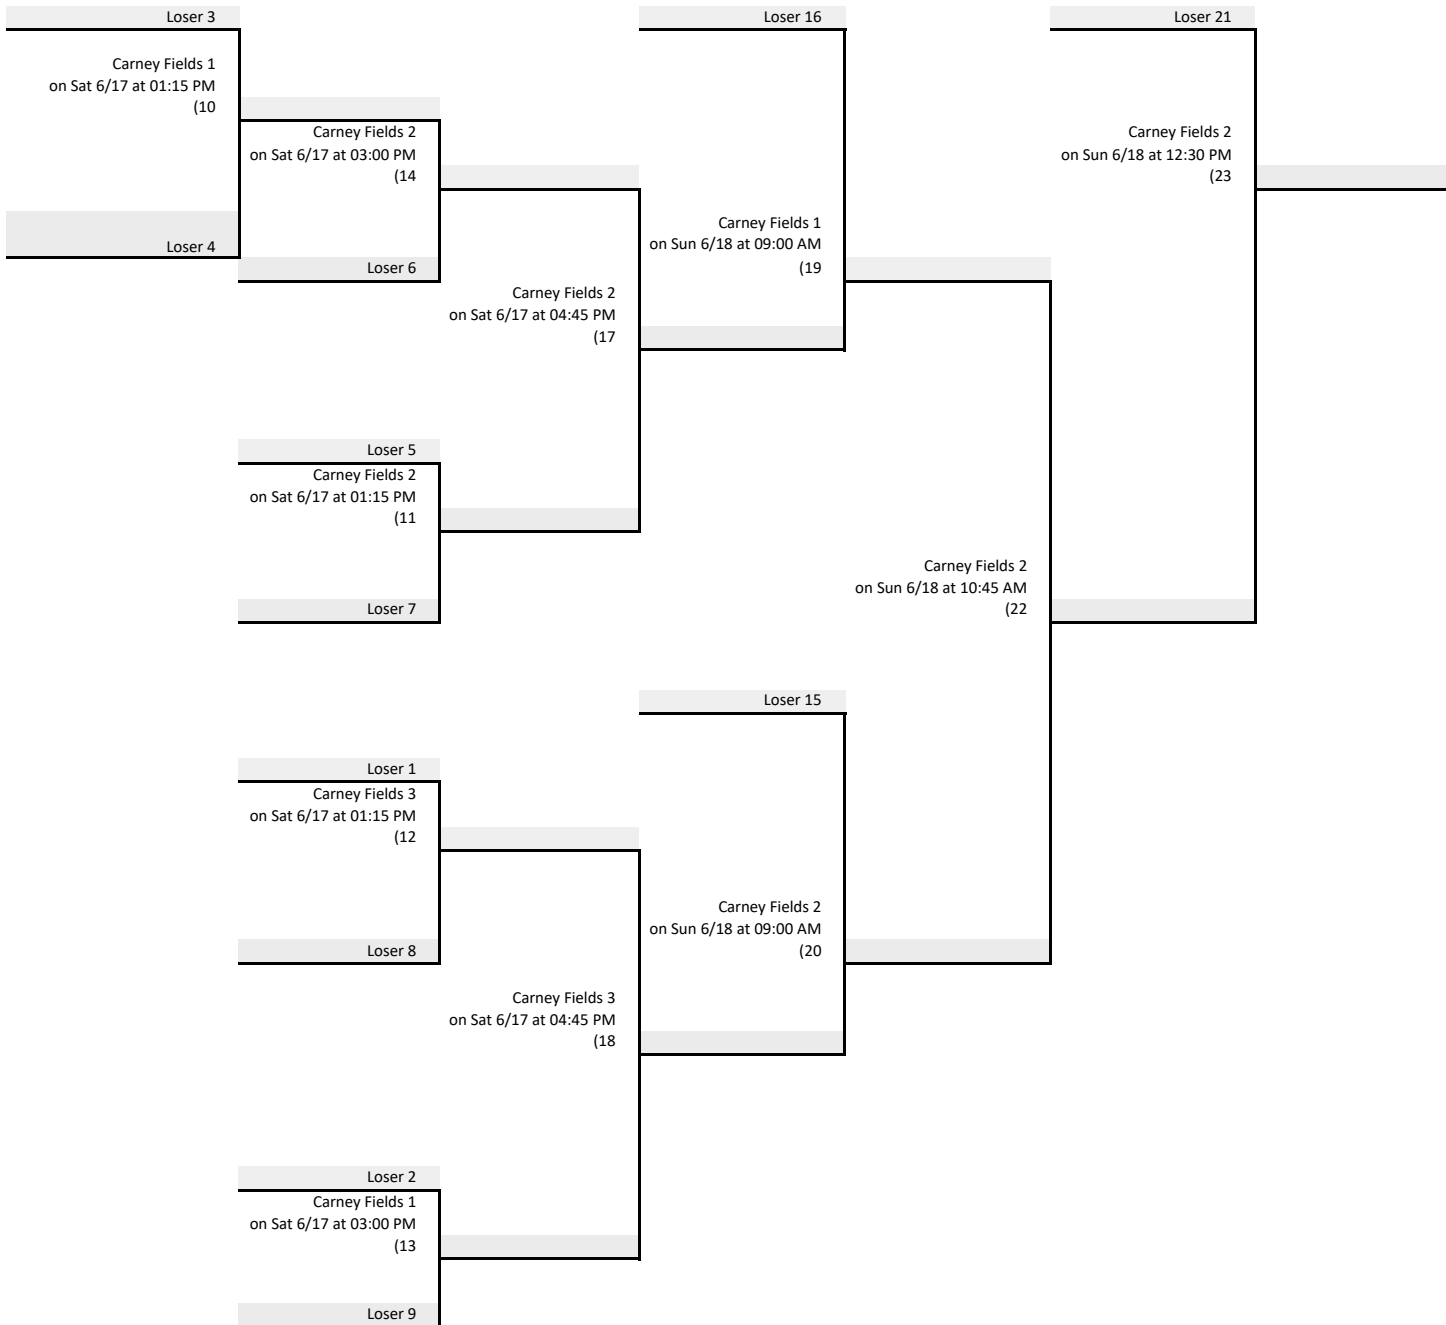 Loser 3
Loser 16
Loser 21
Carney Fields 1
on Sat 6/17 at 01:15 PM
(10
Carney Fields 2
on Sat 6/17 at 03:00 PM
(14
Carney Fields 2
on Sun 6/18 at 12:30 PM
(23
Loser 4
Loser 6
Carney Fields 1
on Sun 6/18 at 09:00 AM
(19
Carney Fields 2
on Sat 6/17 at 04:45 PM
(17
Loser 5
Carney Fields 2
on Sat 6/17 at 01:15 PM
(11
Loser 7
Carney Fields 2
on Sun 6/18 at 10:45 AM
(22
Loser 15
Loser 1
Carney Fields 3
on Sat 6/17 at 01:15 PM
(12
Loser 8
Carney Fields 2
on Sun 6/18 at 09:00 AM
(20
Carney Fields 3
on Sat 6/17 at 04:45 PM
(18
Loser 2
Carney Fields 1
on Sat 6/17 at 03:00 PM
(13
Loser 9